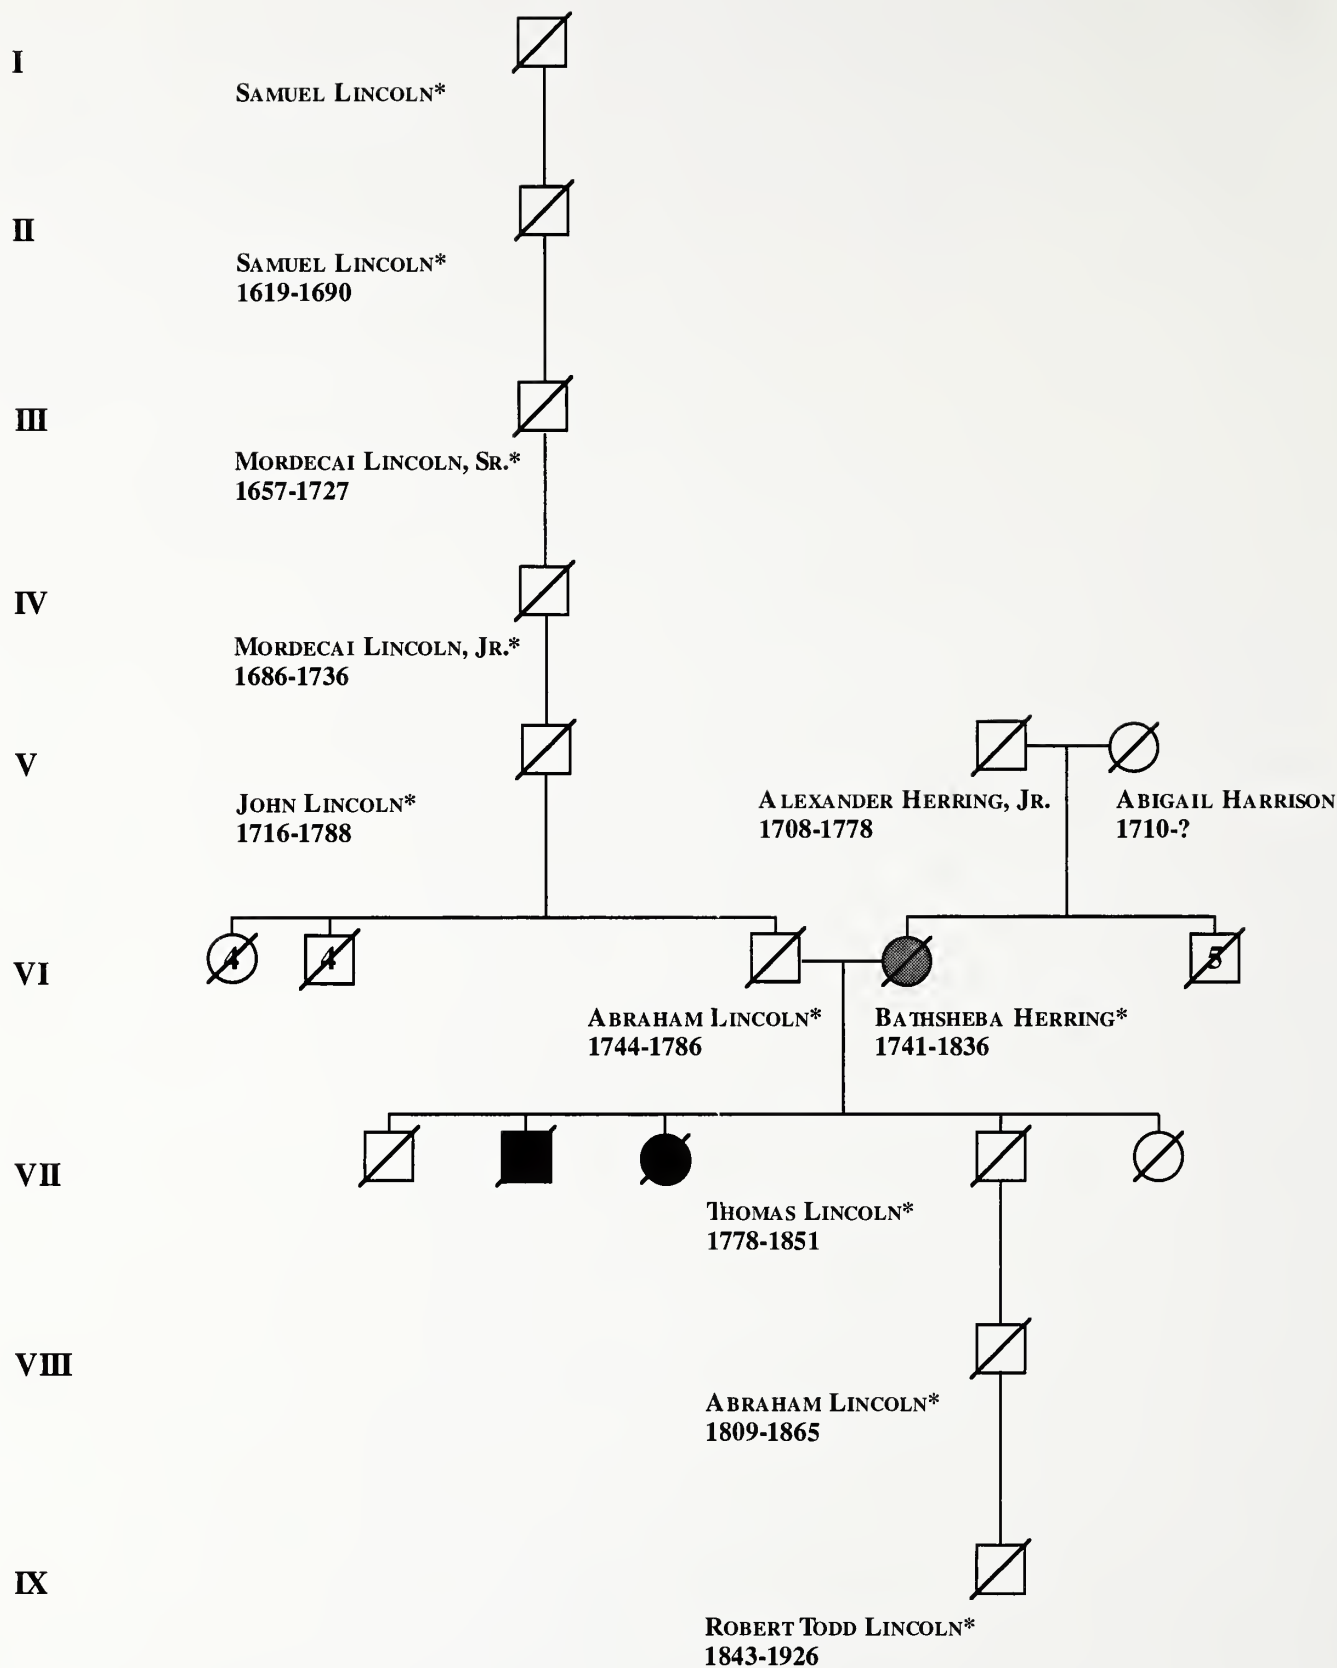 I
SAMUEL LINCOLN*
II
SAMUEL LINCOLN*
1619-1690
III
MORDECAI LINCOLN, SR.*
1657-1727
IV
MORDECAI LINCOLN, JR.*
1686-1736
V
JOHN LINCOLN*
1716-1788
ALEXANDER HERRING, JR.
1708-1778
ABIGAIL HARRISON
1710-?
VI
4 4 5
ABRAHAM LINCOLN*
1744-1786
BATHSHEBA HERRING*
1741-1836
VII
THOMAS LINCOLN*
1778-1851
VIII
ABRAHAM LINCOLN*
1809-1865
IX
ROBERT TODD LINCOLN*
1843-1926